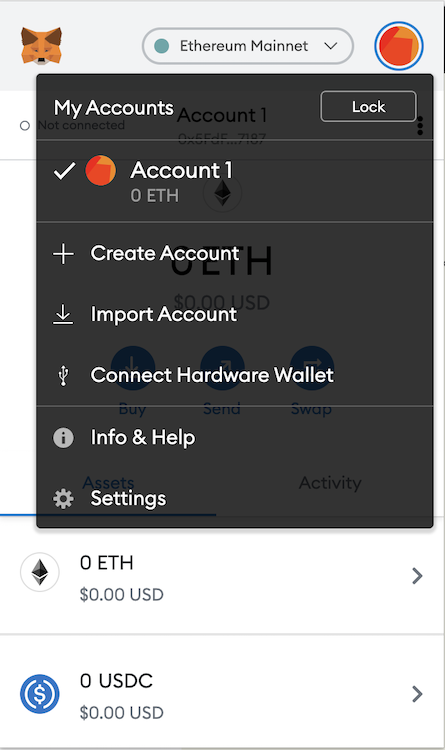 Ethereum Mainnet
My Accounts
Lock
Not connected
Account 1
0x5Fdf...7187
Account 1
0 ETH
Create Account
0 ETH
$0.00 USD
Import Account
Connect Hardware Wallet
Buy
Send
Swap
Info & Help
Assets
Activity
Settings
0 ETH
$0.00 USD
0 USDC
$0.00 USD